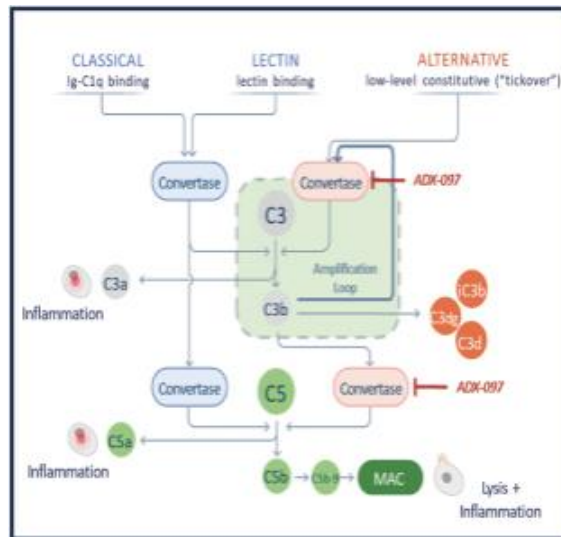 CLASSICAL
Ig-C1q binding
LECTIN
lectin binding
ALTERNATIVE
low-level constitutive ("tickover")
Convertase
Convertase
ADX-097
C3
Amplification
Loop
C3a
Inflammation
C3b
iC3b
C3dg
C3d
Convertase
C5
Convertase
ADX-097
C5a
Inflammation
C5b
C5b-9
MAC
Lysis +
Inflammation